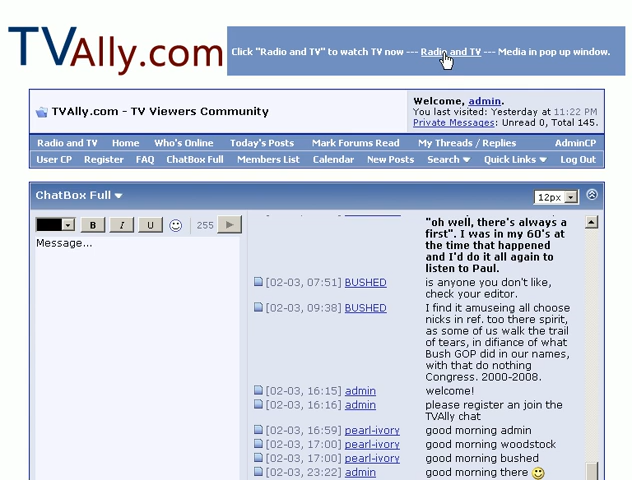 TVAlly.com
Click "Radio and TV" to watch TV now --- Radio and TV --- Media in pop up window.
TVAlly.com - TV Viewers Community
Welcome, admin.
You last visited: Yesterday at 11:22 PM
Private Messages: Unread 0, Total 145.
Radio and TV Home Who's Online Today's Posts Mark Forums Read My Threads / Replies AdminCP
User CP Register FAQ ChatBox Full Members List Calendar New Posts Search Quick Links Log Out
ChatBox Full
12px
B I U 255
Message...
"oh well, there's always a
first". I was in my 60's at
the time that happened
and I'd do it all again to
listen to Paul.
[02-03, 07:51] BUSHED is anyone you don't like,
check your editor.
[02-03, 09:38] BUSHED I find it amuseing all choose
nicks in ref. too there spirit,
as some of us walk the trail
of tears, in difiance of what
Bush GOP did in our names,
with that do nothing
Congress. 2000-2008.
[02-03, 16:15] admin welcome!
[02-03, 16:16] admin please register an join the
TVAlly chat
[02-03, 16:59] pearl-ivory good morning admin
[02-03, 17:00] pearl-ivory good morning woodstock
[02-03, 17:00] pearl-ivory good morning bushed
[02-03, 23:22] admin good morning there